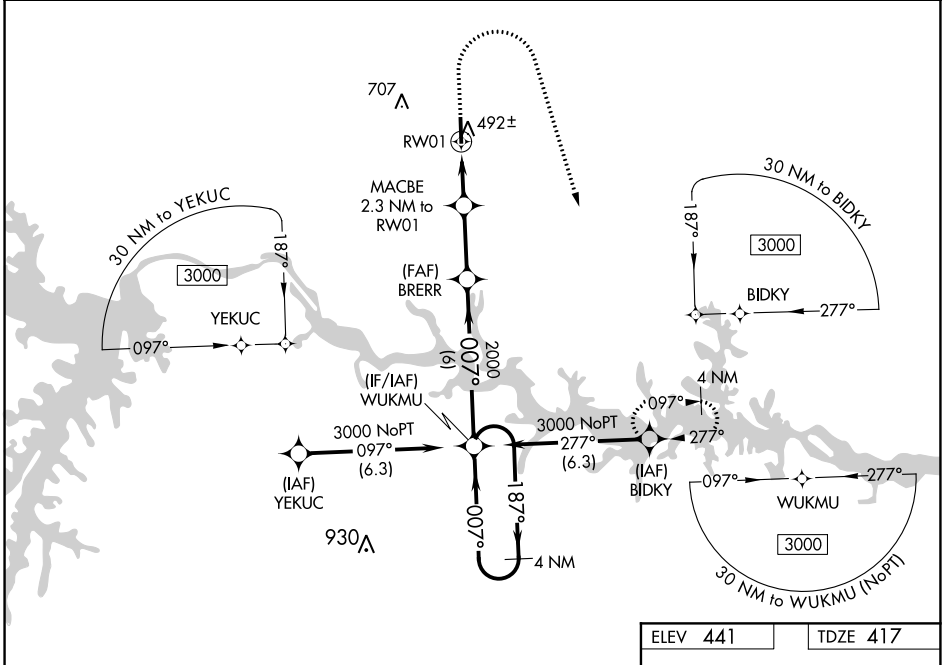 707
492±
RW01
MACBE
2.3 NM to
RW01
30 NM to YEKUC
187°
3000
YEKUC
097°
30 NM to BIDKY
187°
3000
BIDKY
277°
(FAF)
BRERR
2000
007°
(6)
(IF/IAF)
WUKMU
4 NM
097°
277°
3000 NoPT
097°
(6.3)
3000 NoPT
277°
(6.3)
(IAF)
YEKUC
(IAF)
BIDKY
007°
187°
4 NM
930
097°
277°
WUKMU
3000
30 NM to WUKMU (NoPT)
ELEV 441
TDZE 417